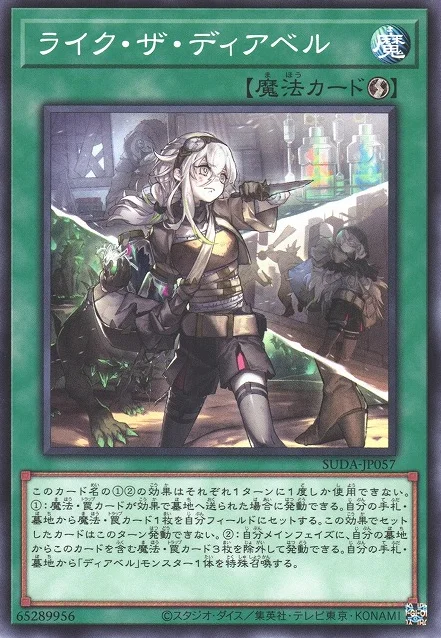 ライク・ザ・ディアベル
魔
【魔法カード】
SUDA-JP057
このカード名の①②の効果はそれぞれ1ターンに1度しか使用できない。
①:魔法・罠カードが効果で墓地へ送られた場合に発動できる。自分の手札・
墓地から魔法・罠カード1枚を自分フィールドにセットする。この効果でセット
したカードはこのターン発動できない。②:自分メインフェイズに、自分の墓地
からこのカードを含む魔法・罠カード3枚を除外して発動できる。自分の手札・
墓地から「ディアベル」モンスター1体を特殊召喚する。
65289956
©スタジオ・ダイス/集英社・テレビ東京・KONAMI